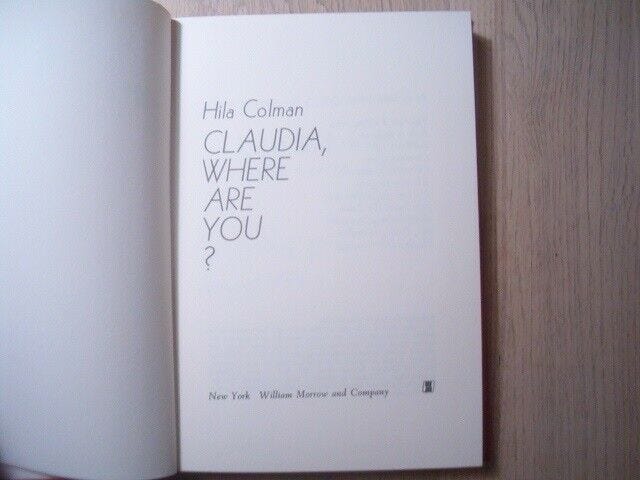 Hila Colman
CLAUDIA,
WHERE
ARE
YOU
?
New York William Morrow and Company